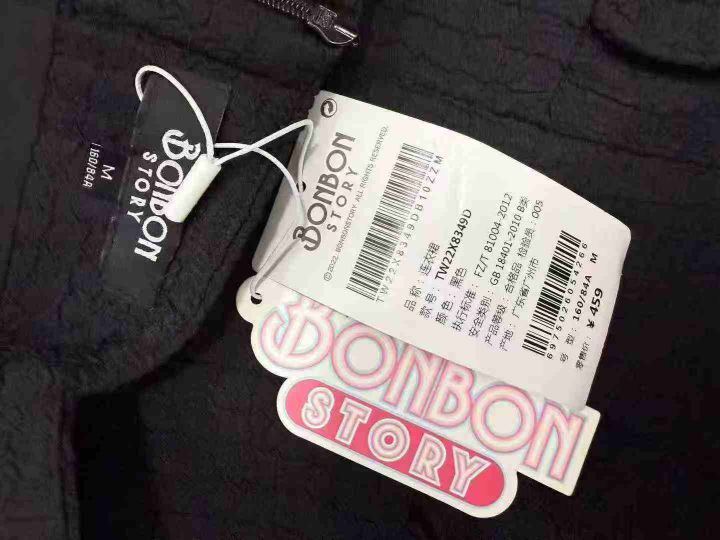 BONBON
STORY
M
160/84A
BONBON
STORY
©2022. BONBONSTORY. ALL RIGHTS RESERVED.
TW22X8349DB10ZZM
品 称: 连衣裙
款 号: TW22X8349D
颜 色: 黑色
执行标准: FZ/T 81004-2012
安全类别: GB 18401-2010 B类
产品等级: 合格品 检验员: 005
产地: 广东省广州市
6975026054266
号 型: 160/84A M
零售价: ¥ 459
BONBON
STORY